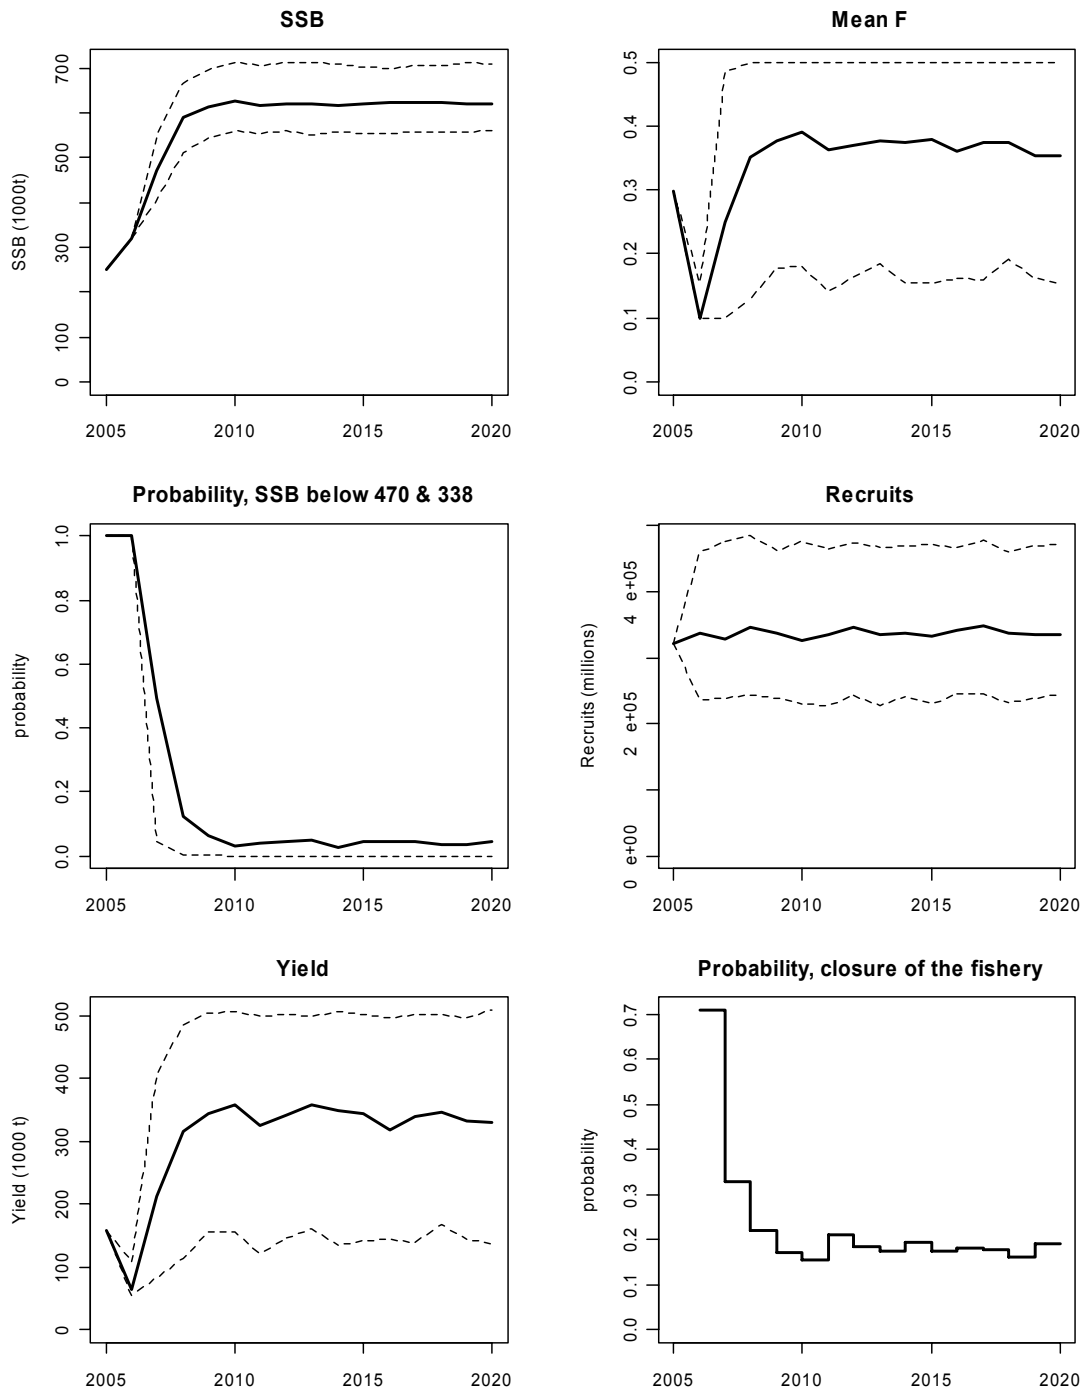 SSB
SSB (1000t)
700
500
300
100
0
2005 2010 2015 2020
Mean F
0.5
0.4
0.3
0.2
0.1
0.0
2005 2010 2015 2020
Probability, SSB below 470 & 338
probability
1.0
0.8
0.6
0.4
0.2
0.0
2005 2010 2015 2020
Recruits
Recruits (millions)
4 e+05
2 e+05
0 e+00
2005 2010 2015 2020
Yield
Yield (1000 t)
500
400
300
200
100
0
2005 2010 2015 2020
Probability, closure of the fishery
probability
0.7
0.6
0.5
0.4
0.3
0.2
0.1
0.0
2005 2010 2015 2020